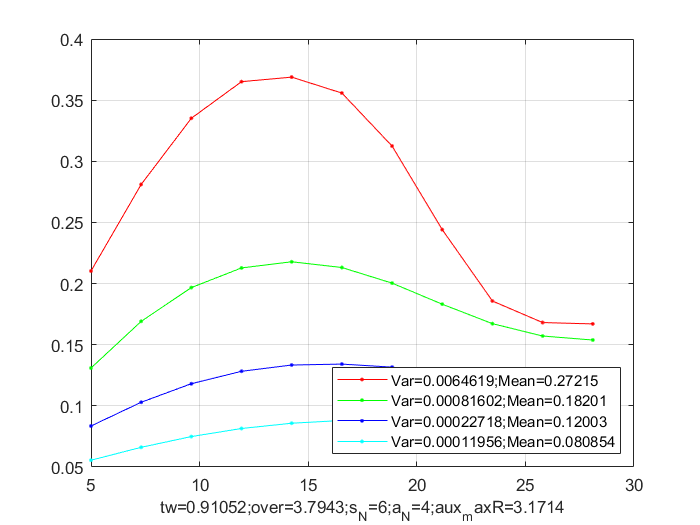 0.4
0.35
0.3
0.25
0.2
0.15
0.1
0.05
Var=0.0064619;Mean=0.27215
Var=0.00081602;Mean=0.18201
Var=0.00022718;Mean=0.12003
Var=0.00011956;Mean=0.080854
5 10 15 20 25 30
tw=0.91052;over=3.7943;s_N=6;a_N=4;aux_maxR=3.1714